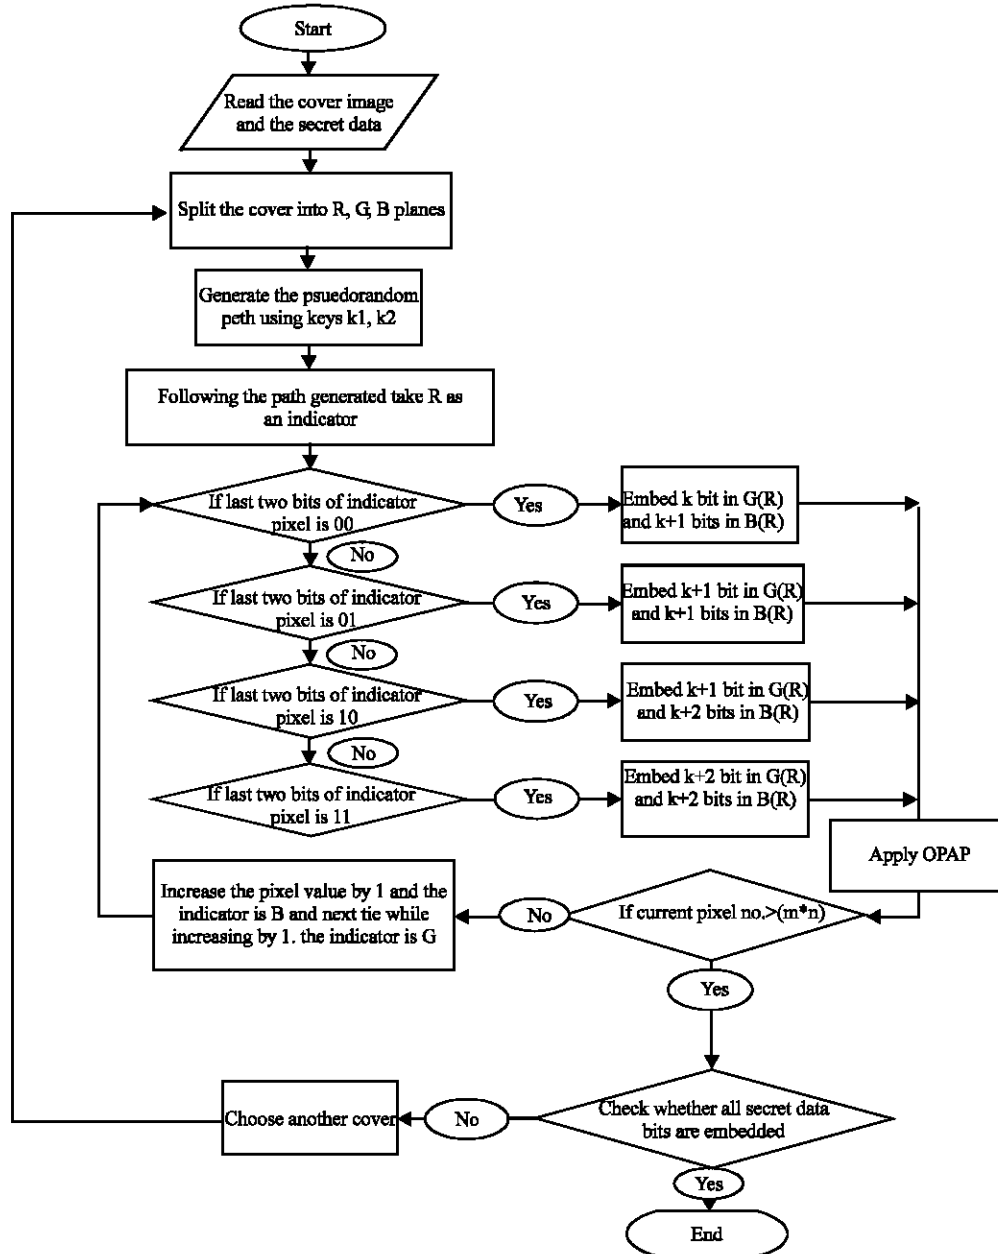 Start
Read the cover image
and the secret data
Split the cover into R, G, B planes
Generate the psuedorandom
peth using keys k1, k2
Following the path generated take R as
an indicator
If last two bits of indicator
pixel is 00
Yes
Embed k bit in G(R)
and k+1 bits in B(R)
No
If last two bits of indicator
pixel is 01
Yes
Embed k+1 bit in G(R)
and k+1 bits in B(R)
No
If last two bits of indicator
pixel is 10
Yes
Embed k+1 bit in G(R)
and k+2 bits in B(R)
No
If last two bits of indicator
pixel is 11
Yes
Embed k+2 bit in G(R)
and k+2 bits in B(R)
Apply OPAP
If current pixel no.>(m*n)
No
Increase the pixel value by 1 and the
indicator is B and next tie while
increasing by 1. the indicator is G
Yes
Check whether all secret data
bits are embedded
No
Choose another cover
Yes
End